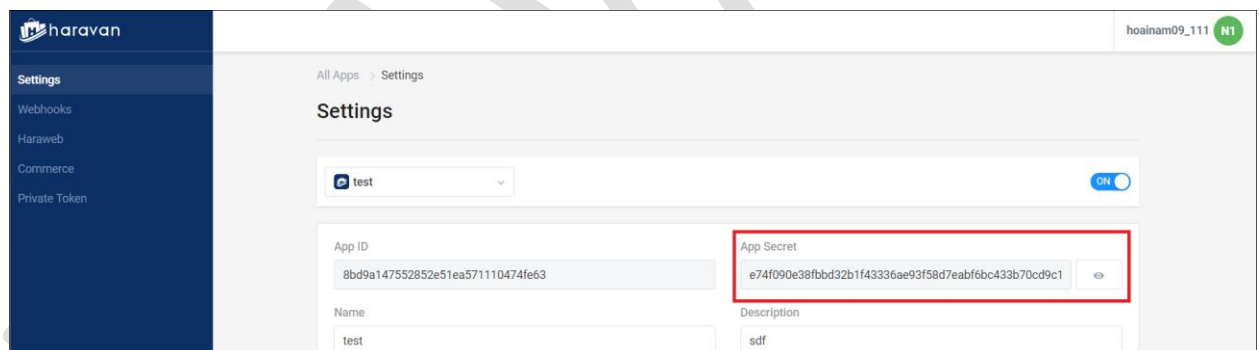 haravan
hoainam09_111 N1
Settings
Webhooks
Haraweb
Commerce
Private Token
All Apps > Settings
Settings
test
ON
App ID
App Secret
8bd9a147552852e51ea571110474fe63
e74f090e38fbbd32b1f43336ae93f58d7eabf6bc433b70cd9c1
Name
Description
test
sdf